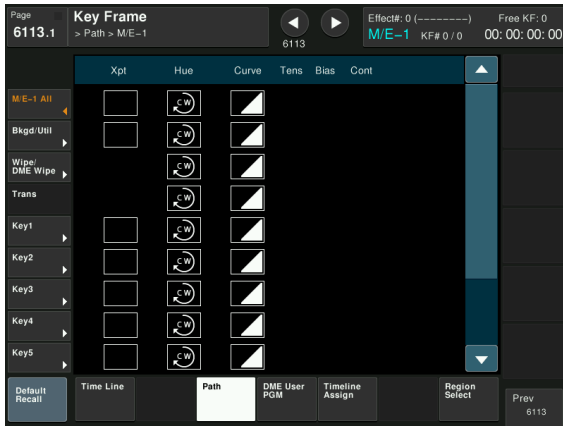 Page
6113.1
Key Frame
> Path > M/E-1
6113
Effect#: 0 (--------)
M/E-1 KF# 0 / 0
Free KF: 0
00: 00: 00: 00
Xpt Hue Curve Tens Bias Cont
M/E-1 All
CW
Bkgd/Util
CW
Wipe/
DME Wipe
CW
Trans
CW
Key1
CW
Key2
CW
Key3
CW
Key4
CW
Key5
CW
Default
Recall
Time Line
Path
DME User
PGM
Timeline
Assign
Region
Select
Prev
6113